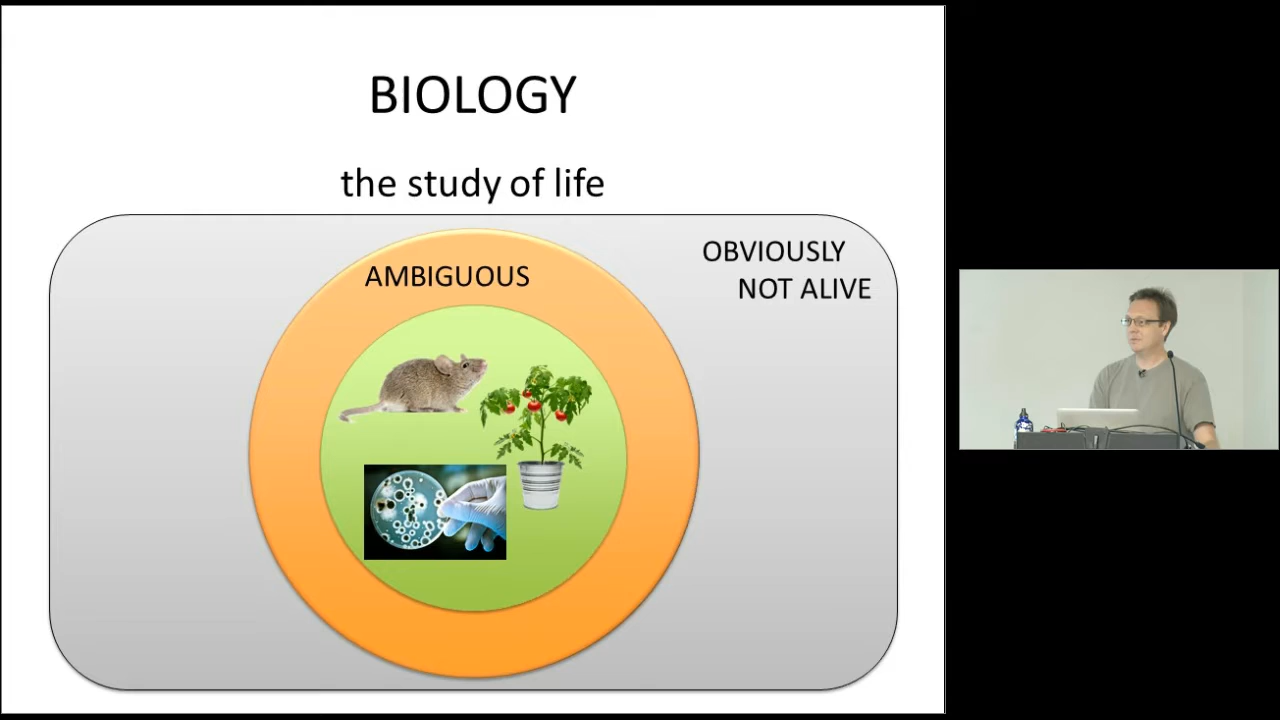 BIOLOGY
the study of life
AMBIGUOUS
OBVIOUSLY
NOT ALIVE